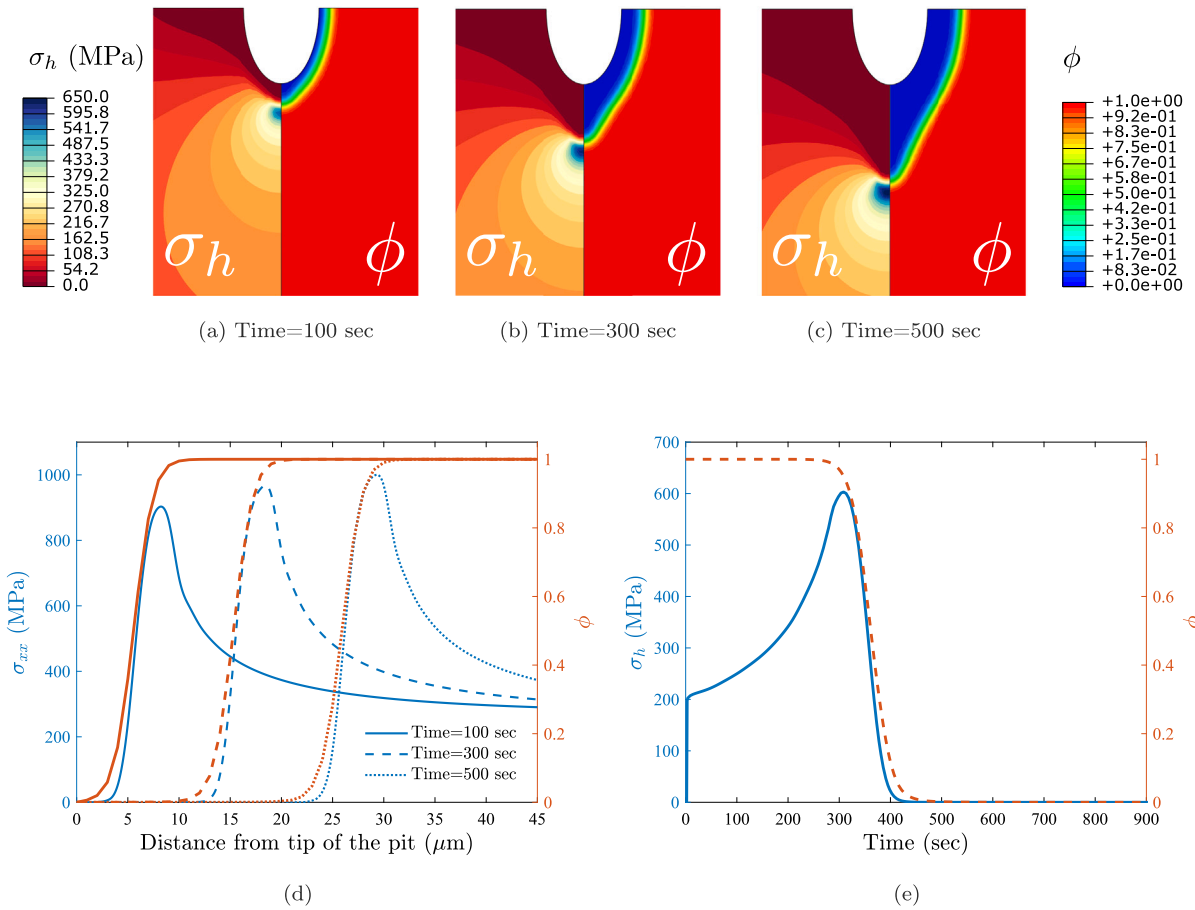 σh (MPa)
650.0
595.8
541.7
487.5
433.3
379.2
325.0
270.8
216.7
162.5
108.3
54.2
0.0
σh ϕ
σh ϕ
σh ϕ
ϕ
+1.0e+00
+9.2e-01
+8.3e-01
+7.5e-01
+6.7e-01
+5.8e-01
+5.0e-01
+4.2e-01
+3.3e-01
+2.5e-01
+1.7e-01
+8.3e-02
+0.0e+00
(a) Time=100 sec
(b) Time=300 sec
(c) Time=500 sec
σxx (MPa)
1000
800
600
400
200
0
1
0.8
0.6
0.4
0.2
0
ϕ
Time=100 sec
Time=300 sec
Time=500 sec
0 5 10 15 20 25 30 35 40 45
Distance from tip of the pit (μm)
(d)
σh (MPa)
700
600
500
400
300
200
100
0
1
0.8
0.6
0.4
0.2
0
ϕ
0 100 200 300 400 500 600 700 800 900
Time (sec)
(e)